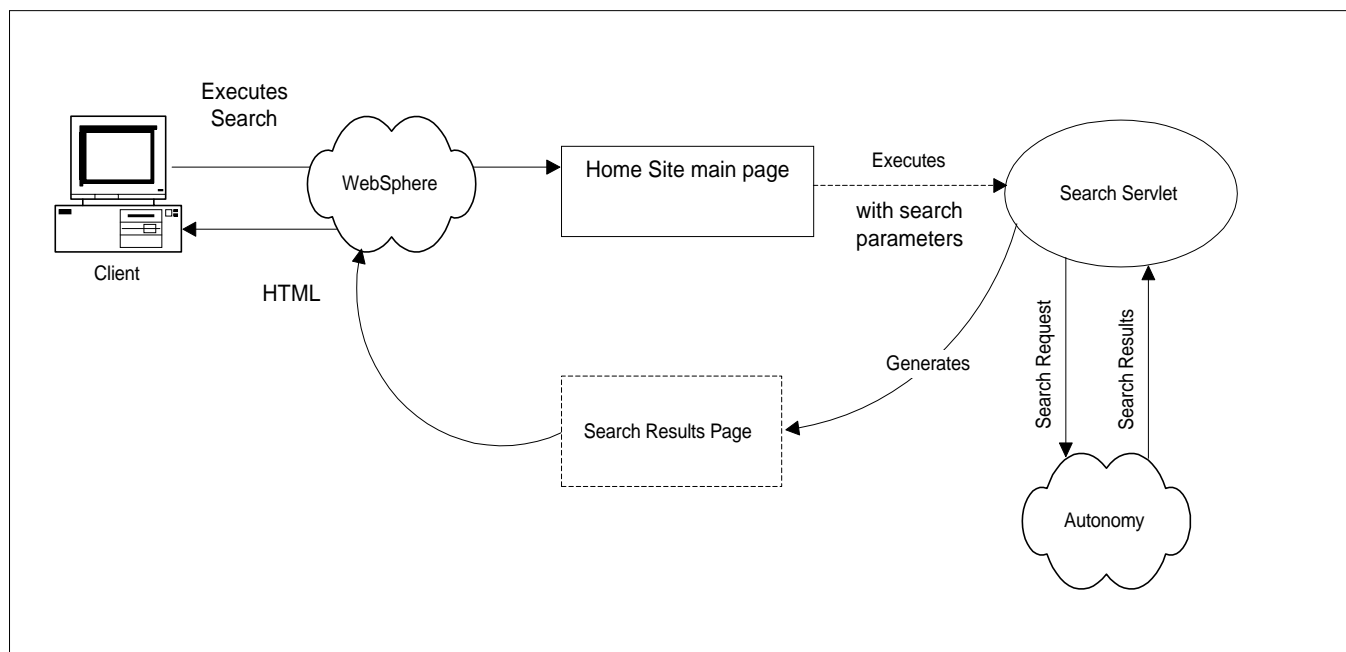 Executes
Search
WebSphere
Home Site main page
Executes
with search
parameters
Search Servlet
Client
HTML
Generates
Search Request
Search Results
Search Results Page
Autonomy